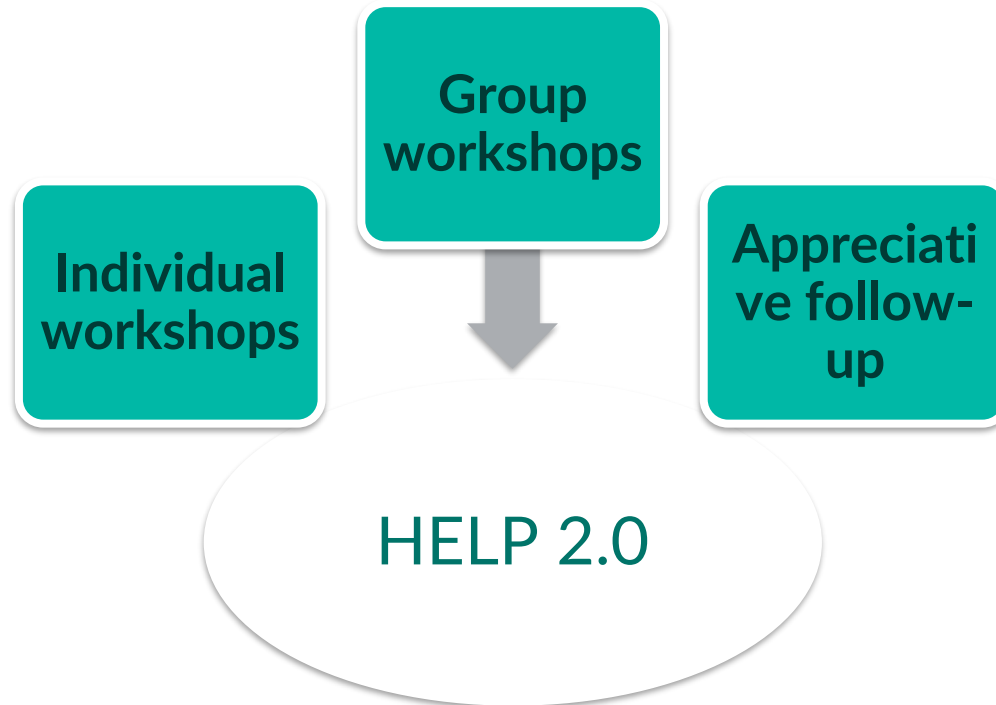 Group
workshops
Individual
workshops
Appreciati
ve follow-
up
HELP 2.0